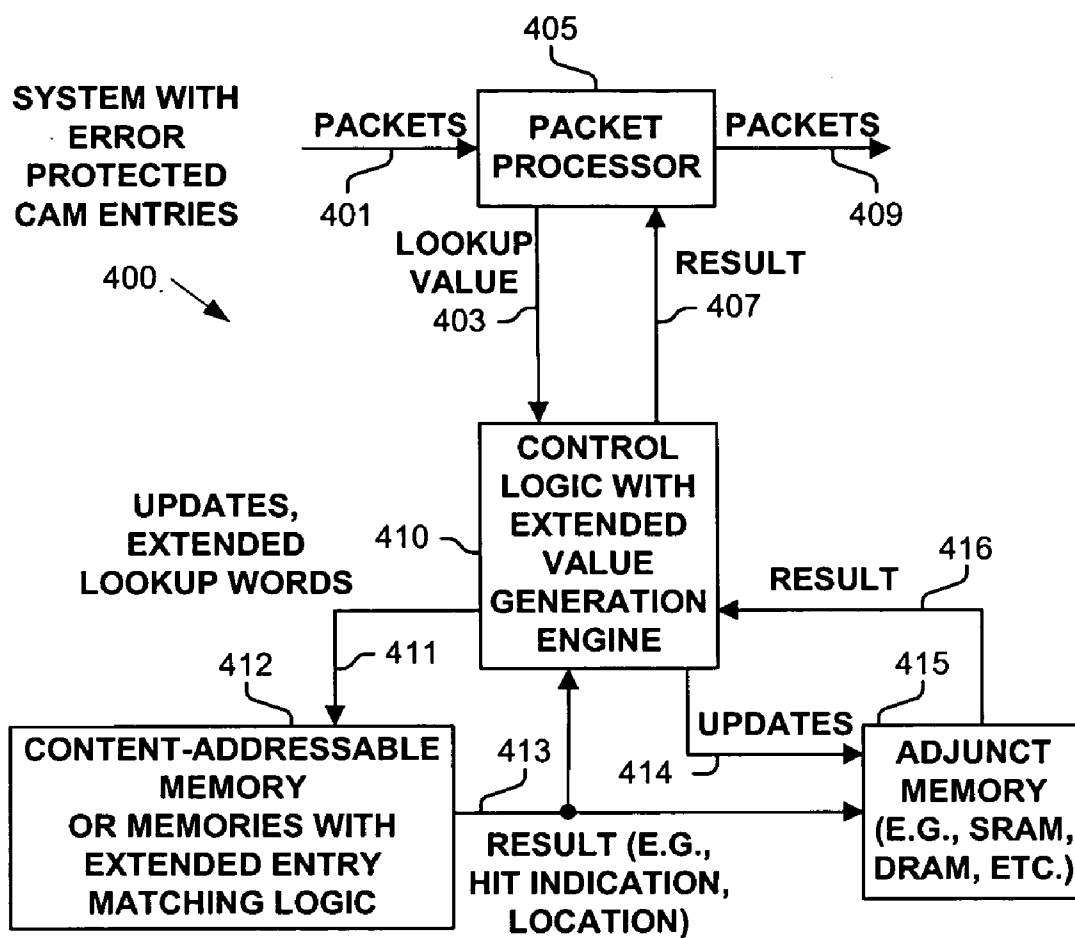 405
SYSTEM WITH
ERROR
PROTECTED
CAM ENTRIES
400
PACKETS
401
PACKET
PROCESSOR
PACKETS
409
LOOKUP
VALUE
403
RESULT
407
UPDATES,
EXTENDED
LOOKUP WORDS
410
CONTROL
LOGIC WITH
EXTENDED
VALUE
GENERATION
ENGINE
416
RESULT
411
412
415
CONTENT-ADDRESSABLE
MEMORY
OR MEMORIES WITH
EXTENDED ENTRY
MATCHING LOGIC
413
UPDATES
414
RESULT (E.G.,
HIT INDICATION,
LOCATION)
ADJUNCT
MEMORY
(E.G., SRAM,
DRAM, ETC.)